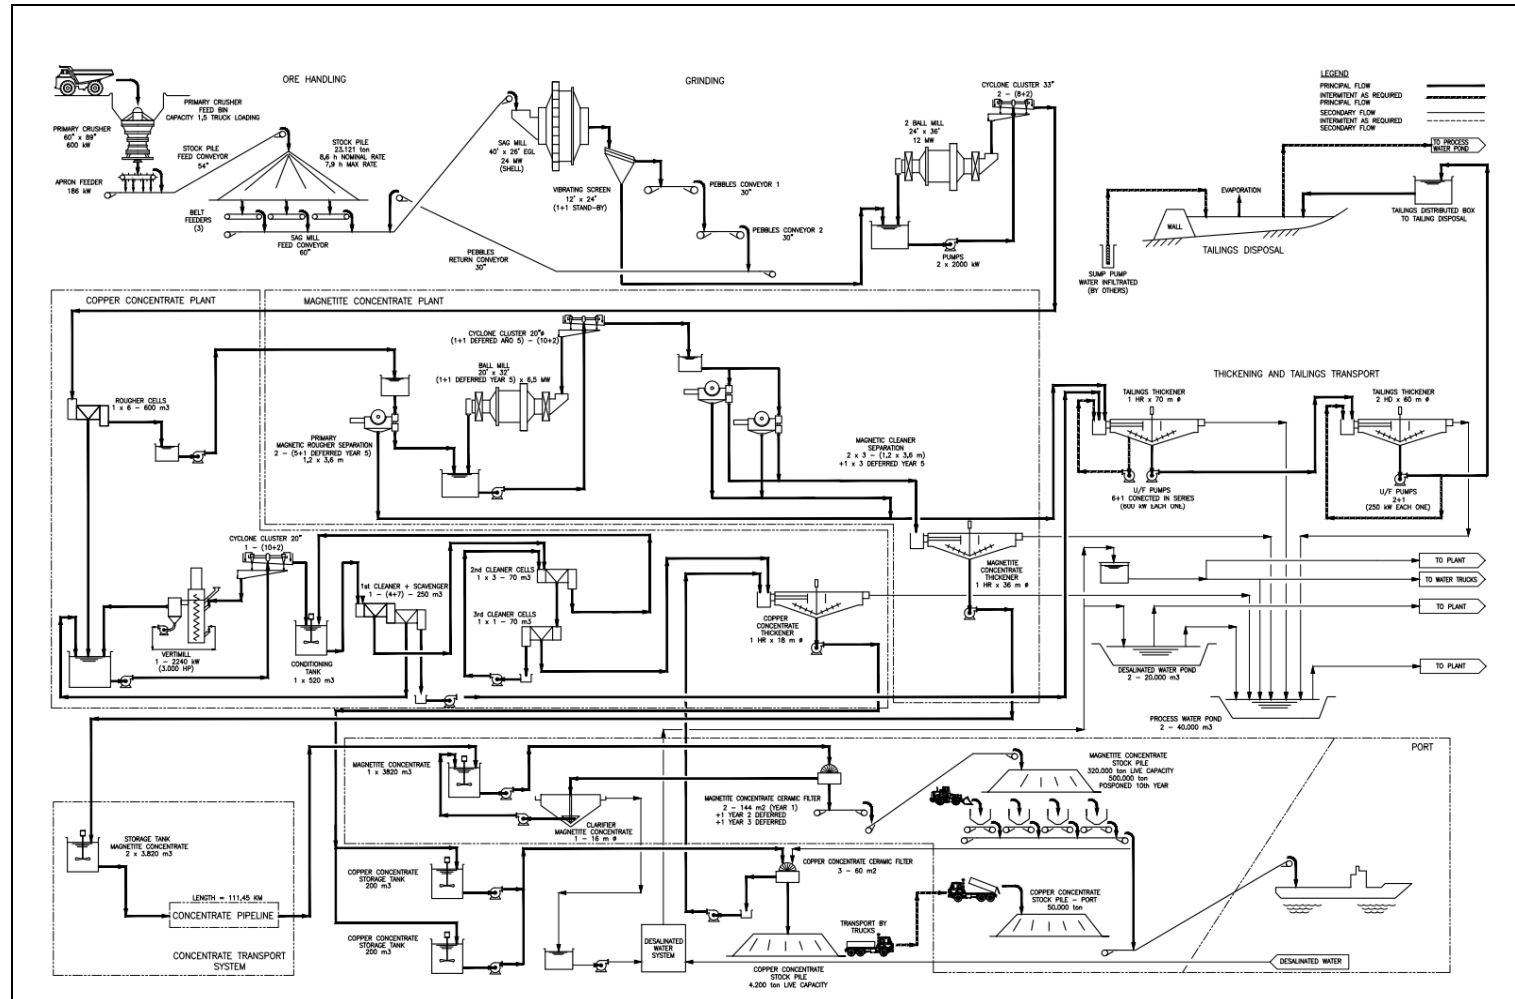 ORE HANDLING
PRIMARY CRUSHER
FEED BIN
CAPACITY 1,5 TRUCK LOADING
PRIMARY CRUSHER
60" x 89"
600 kW
STOCK PILE
FEED CONVEYOR
54"
APRON FEEDER
186 kW
STOCK PILE
23.121 ton
8,6 h NOMINAL RATE
7,9 h MAX RATE
BELT
FEEDERS
(3)
SAG MILL
FEED CONVEYOR
60"
GRINDING
SAG MILL
40' x 26' EGL
24 MW
(SHELL)
VIBRATING SCREEN
12' x 24'
(1+1 STAND-BY)
PEBBLES CONVEYOR 1
30"
PEBBLES CONVEYOR 2
30"
PEBBLES
RETURN CONVEYOR
30"
CYCLONE CLUSTER 33"
2 - (8+2)
2 BALL MILL
24' x 36'
12 MW
PUMPS
2 x 2000 kW
LEGEND
PRINCIPAL FLOW
INTERMITENT AS REQUIRED
PRINCIPAL FLOW
SECONDARY FLOW
INTERMITENT AS REQUIRED
SECONDARY FLOW
TO PROCESS
WATER POND
EVAPORATION
WALL
TAILINGS DISTRIBUTED BOX
TO TAILING DISPOSAL
TAILINGS DISPOSAL
SUMP PUMP
WATER INFILTRATED
(BY OTHERS)
COPPER CONCENTRATE PLANT
MAGNETITE CONCENTRATE PLANT
CYCLONE CLUSTER 20"ø
(1+1 DEFERED AÑO 5) - (10+2)
BALL MILL
20' x 32'
(1+1 DEFERRED YEAR 5) x 6,5 MW
ROUGHER CELLS
1 x 6 - 600 m3
PRIMARY
MAGNETIC ROUGHER SEPARATION
2 - (5+1 DEFERRED YEAR 5)
1,2 x 3,6 m
MAGNETIC CLEANER
SEPARATION
2 x 3 - (1,2 x 3,6 m)
+1 x 3 DEFERRED YEAR 5
THICKENING AND TAILINGS TRANSPORT
TAILINGS THICKENER
1 HR x 70 m ø
TAILINGS THICKENER
2 HD x 60 m ø
U/F PUMPS
6+1 CONECTED IN SERIES
(600 kW EACH ONE)
U/F PUMPS
2+1
(250 kW EACH ONE)
CYCLONE CLUSTER 20"
1 - (10+2)
VERTIMILL
1 - 2240 kW
(3.000 HP)
CONDITIONING
TANK
1 x 520 m3
1st CLEANER + SCAVENGER
1 - (4+7) - 250 m3
2nd CLEANER CELLS
1 x 3 - 70 m3
3rd CLEANER CELLS
1 x 1 - 70 m3
COPPER
CONCENTRATE
THICKENER
1 HR x 18 m ø
MAGNETITE
CONCENTRATE
THICKENER
1 HR x 36 m ø
TO PLANT
TO WATER TRUCKS
TO PLANT
TO PLANT
DESALINATED WATER POND
2 - 20.000 m3
PROCESS WATER POND
2 - 40.000 m3
STORAGE TANK
MAGNETITE CONCENTRATE
2 x 3.820 m3
LENGTH = 111,45 KM
CONCENTRATE PIPELINE
CONCENTRATE TRANSPORT
SYSTEM
MAGNETITE CONCENTRATE
1 x 3820 m3
CLARIFIER
MAGNETITE CONCENTRATE
1 - 16 m ø
MAGNETITE CONCENTRATE CERAMIC FILTER
2 - 144 m2 (YEAR 1)
+1 YEAR 2 DEFERRED
+1 YEAR 3 DEFERRED
MAGNETITE CONCENTRATE
STOCK PILE
320.000 ton LIVE CAPACITY
500.000 ton
POSPONED 10th YEAR
PORT
COPPER CONCENTRATE
STORAGE TANK
200 m3
COPPER CONCENTRATE
STORAGE TANK
200 m3
COPPER CONCENTRATE CERAMIC FILTER
3 - 60 m2
DESALINATED
WATER
SYSTEM
TRANSPORT BY
TRUCKS
COPPER CONCENTRATE
STOCK PILE
4.200 ton LIVE CAPACITY
COPPER CONCENTRATE
STOCK PILE - PORT
50.000 ton
DESALINATED WATER